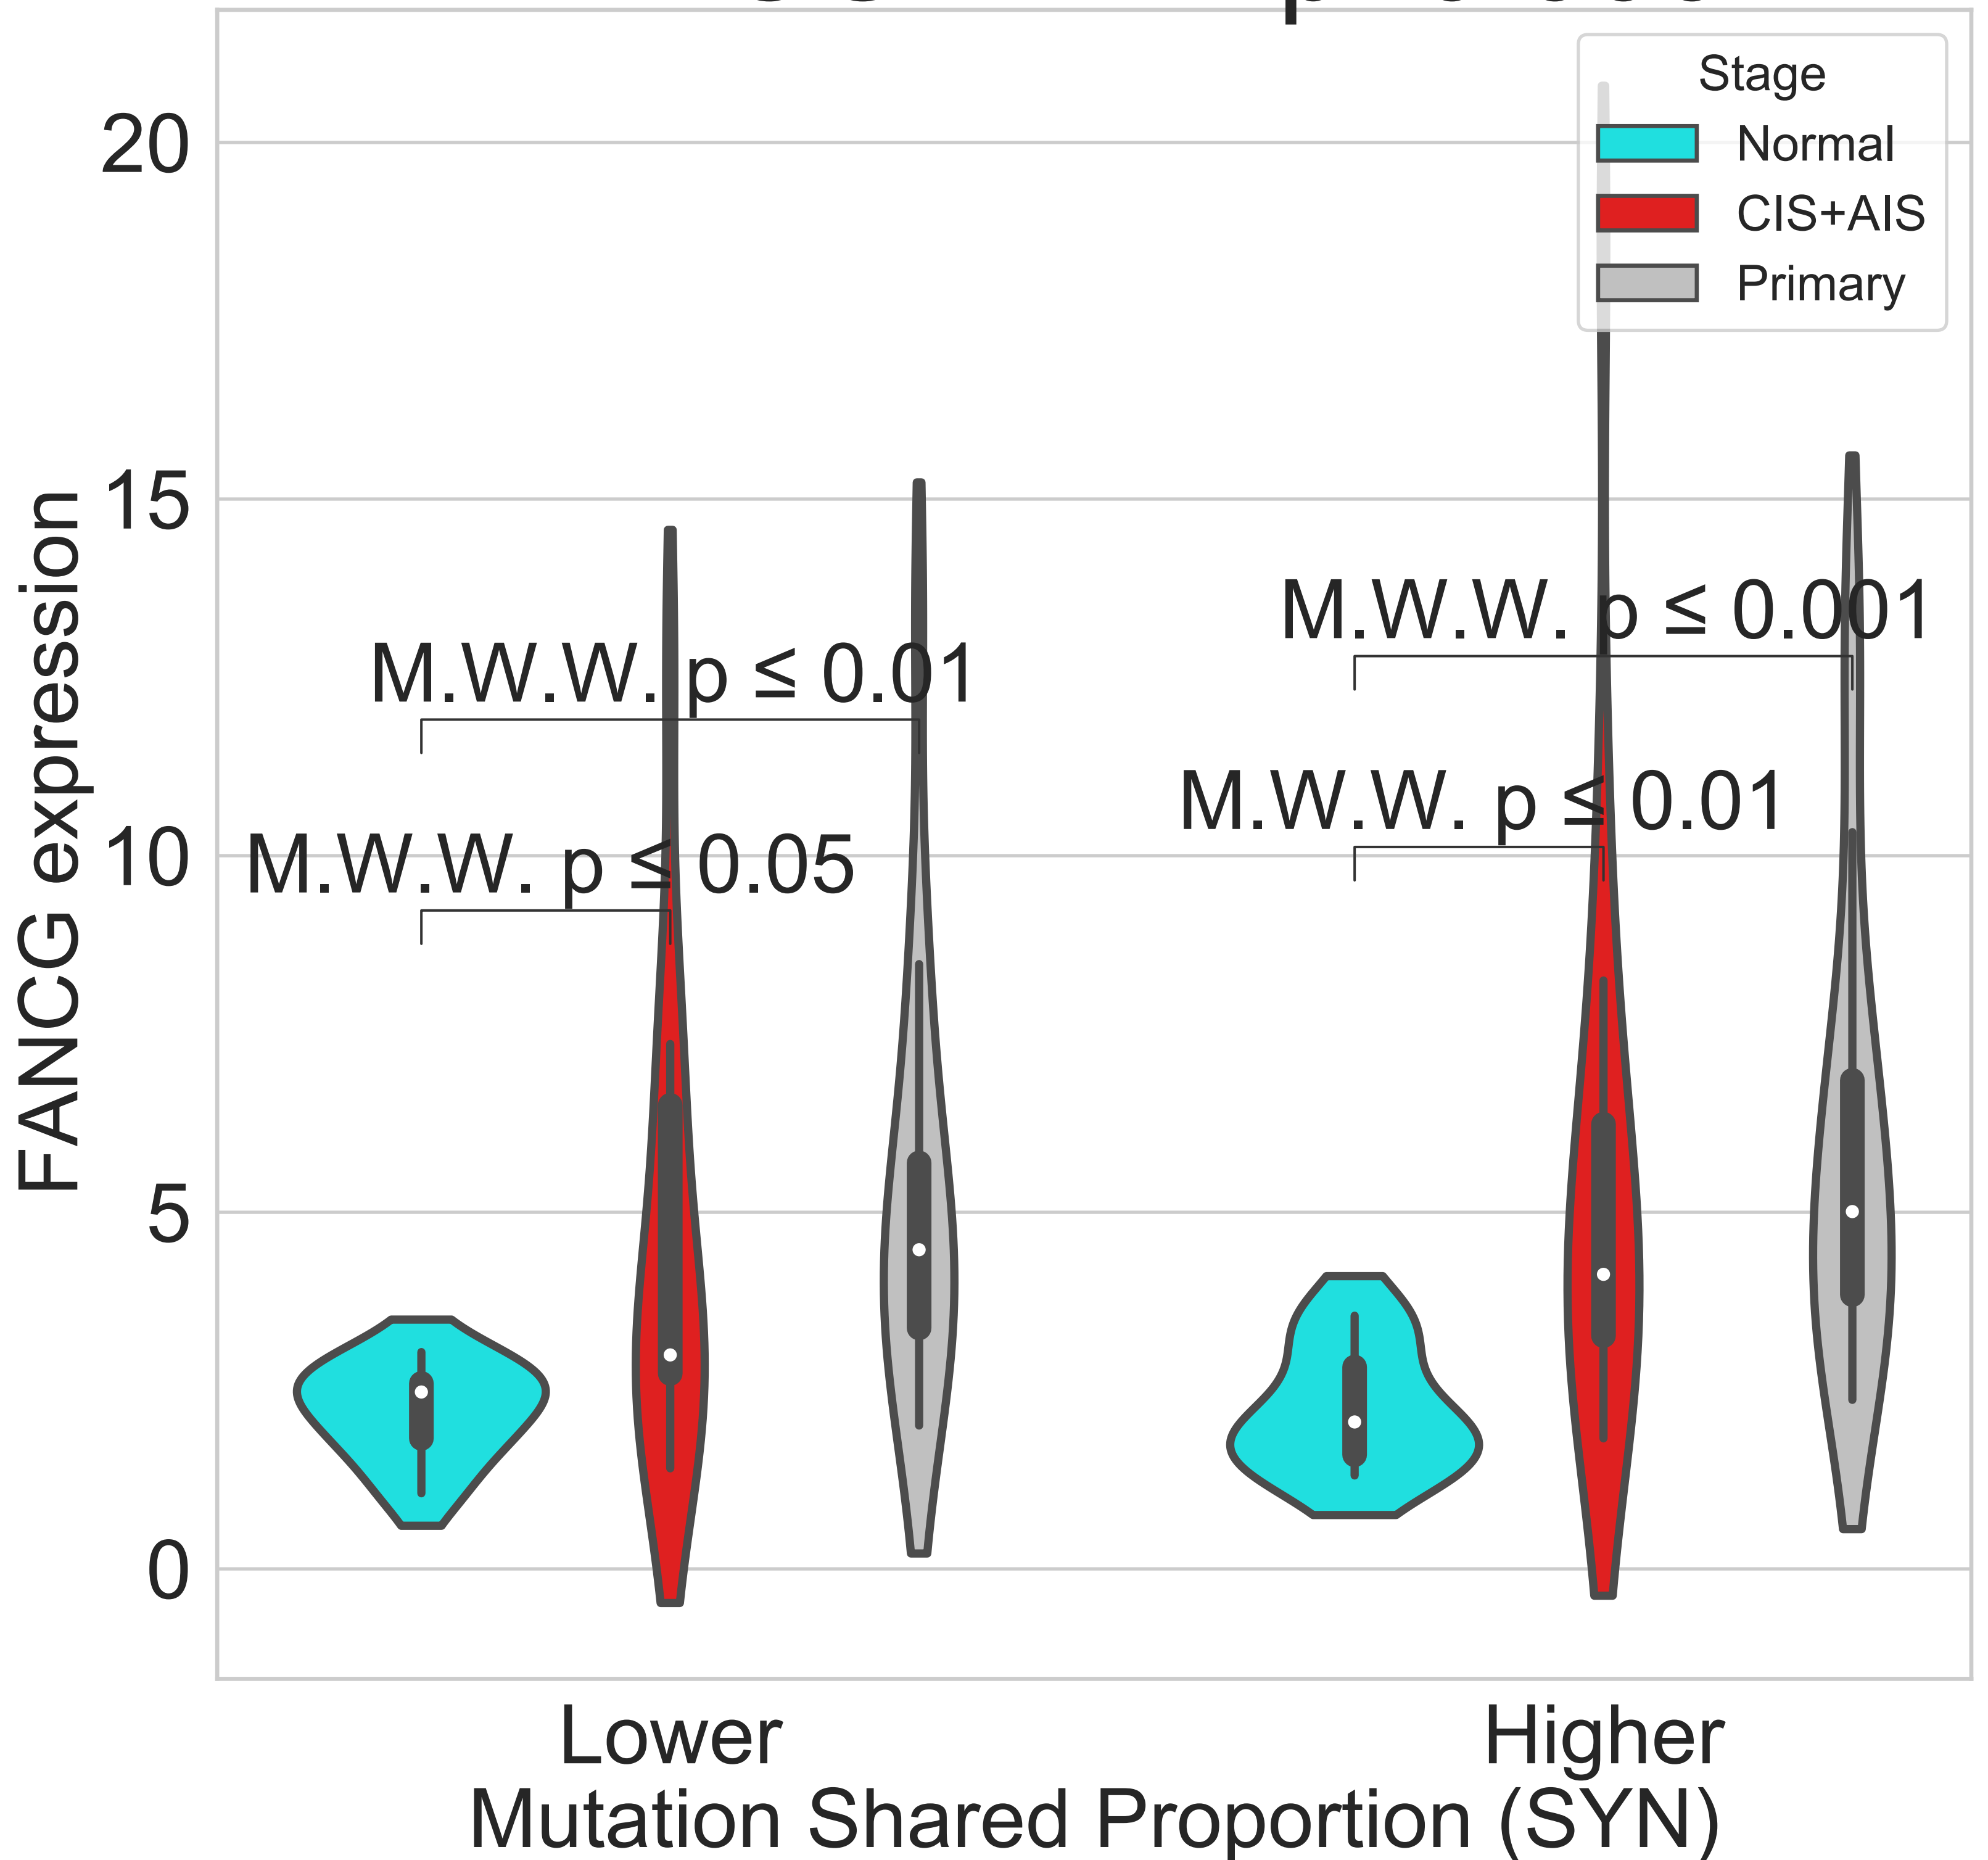 Stage
Normal
CIS+AIS
Primary
20
15
10
5
0
FANCG expression
M.W.W. p ≤ 0.001
M.W.W. p ≤ 0.01
M.W.W. p ≤ 0.01
M.W.W. p ≤ 0.05
Lower
Higher
Mutation Shared Proportion (SYN)